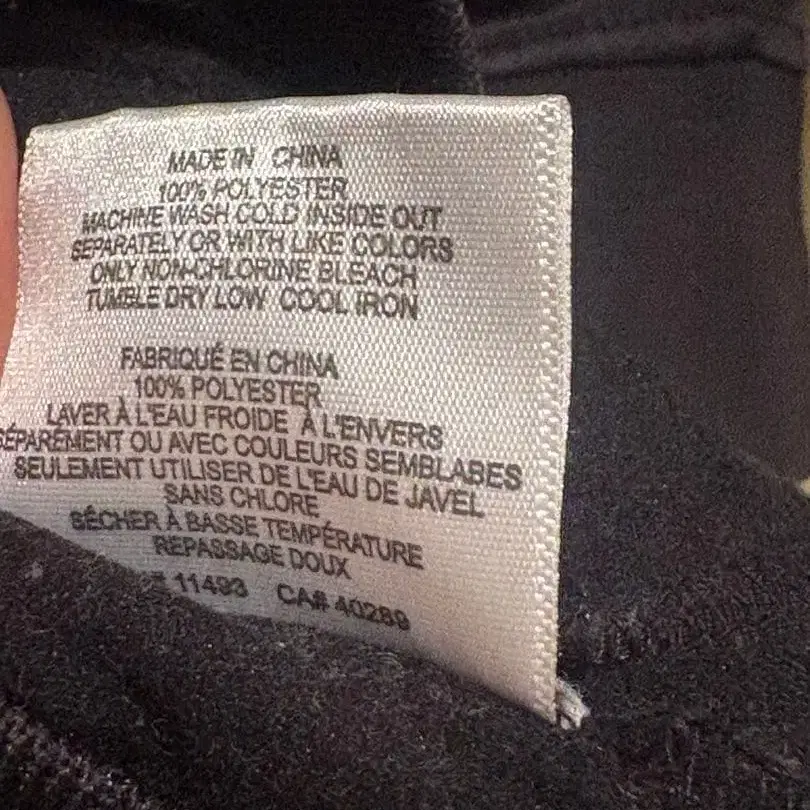 MADE IN CHINA
100% POLYESTER
MACHINE WASH COLD INSIDE OUT
SEPARATELY OR WITH LIKE COLORS
ONLY NON-CHLORINE BLEACH
TUMBLE DRY LOW COOL IRON
FABRIQUÉ EN CHINA
100% POLYESTER
LAVER À L'EAU FROIDE À L'ENVERS
SÉPARÉMENT OU AVEC COULEURS SEMBLABES
SEULEMENT UTILISER DE L'EAU DE JAVEL
SANS CHLORE
SÉCHER À BASSE TEMPÉRATURE
REPASSAGE DOUX
11493 CA# 40289